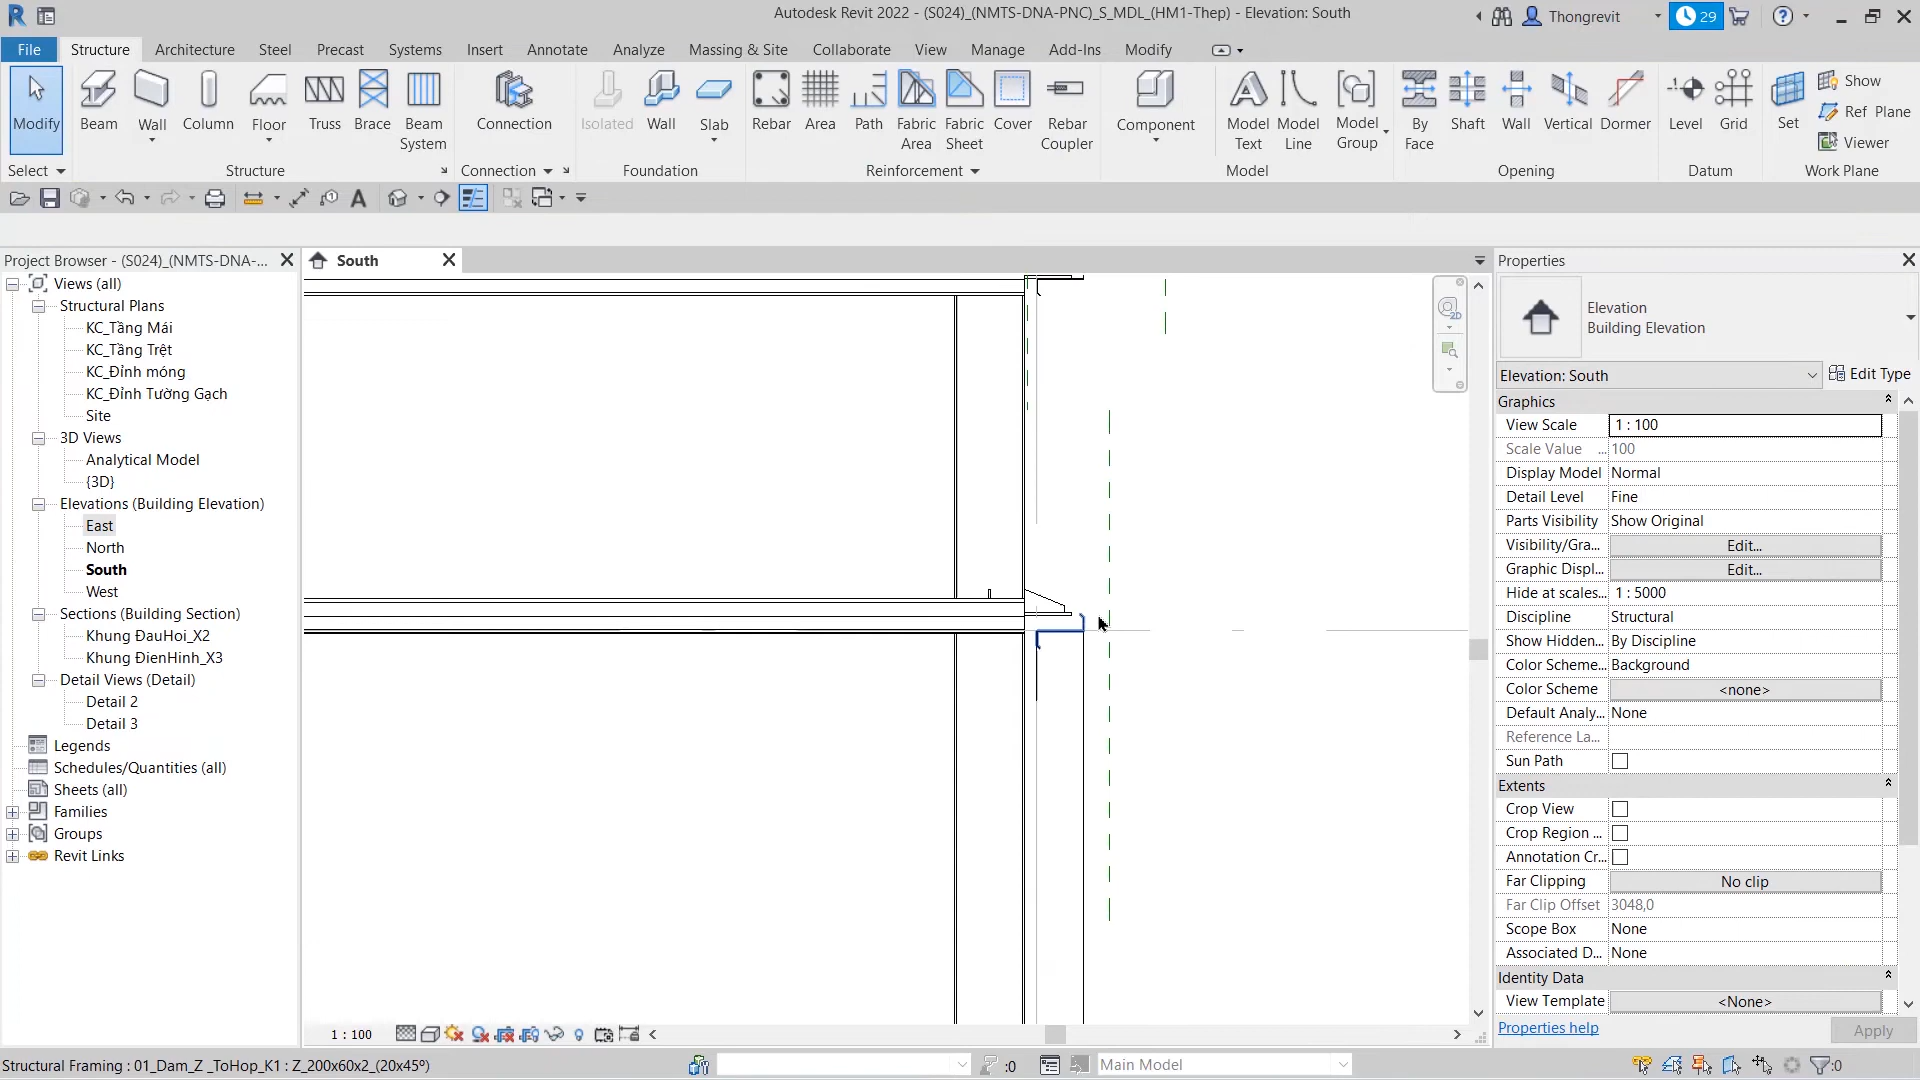 Autodesk Revit 2022 - (S024)_(NMTS-DNA-PNC)_S_MDL_(HM1-Thep) - Elevation: South
Thongrevit
29
File
Structure
Architecture
Steel
Precast
Systems
Insert
Annotate
Analyze
Massing & Site
Collaborate
View
Manage
Add-Ins
Modify
Modify
Beam
Wall
Column
Floor
Truss
Brace
Beam System
Connection
Isolated
Wall
Slab
Rebar
Area
Path
Fabric Area
Fabric Sheet
Cover
Rebar Coupler
Component
Model Text
Model Line
Model Group
By Face
Shaft
Wall
Vertical
Dormer
Level
Grid
Set
Show
Ref Plane
Viewer
Select
Structure
Connection
Foundation
Reinforcement
Model
Opening
Datum
Work Plane
Project Browser - (S024)_(NMTS-DNA-...
Views (all)
Structural Plans
KC_Tầng Mái
KC_Tầng Trệt
KC_Đỉnh móng
KC_Đỉnh Tường Gạch
Site
3D Views
Analytical Model
{3D}
Elevations (Building Elevation)
East
North
South
West
Sections (Building Section)
Khung ĐauHoi_X2
Khung ĐienHinh_X3
Detail Views (Detail)
Detail 2
Detail 3
Legends
Schedules/Quantities (all)
Sheets (all)
Families
Groups
Revit Links
South
2D
Properties
Elevation
Building Elevation
Elevation: South
Edit Type
Graphics
View Scale 1 : 100
Scale Value ... 100
Display Model Normal
Detail Level Fine
Parts Visibility Show Original
Visibility/Gra... Edit...
Graphic Displ... Edit...
Hide at scales... 1 : 5000
Discipline Structural
Show Hidden... By Discipline
Color Scheme... Background
Color Scheme <none>
Default Analy... None
Reference La...
Sun Path
Extents
Crop View
Crop Region ...
Annotation Cr...
Far Clipping No clip
Far Clip Offset 3048,0
Scope Box None
Associated D... None
Identity Data
View Template <None>
Properties help
Apply
1 : 100
Structural Framing : 01_Dam_Z _ToHop_K1 : Z_200x60x2_(20x45º)
:0
Main Model
:0